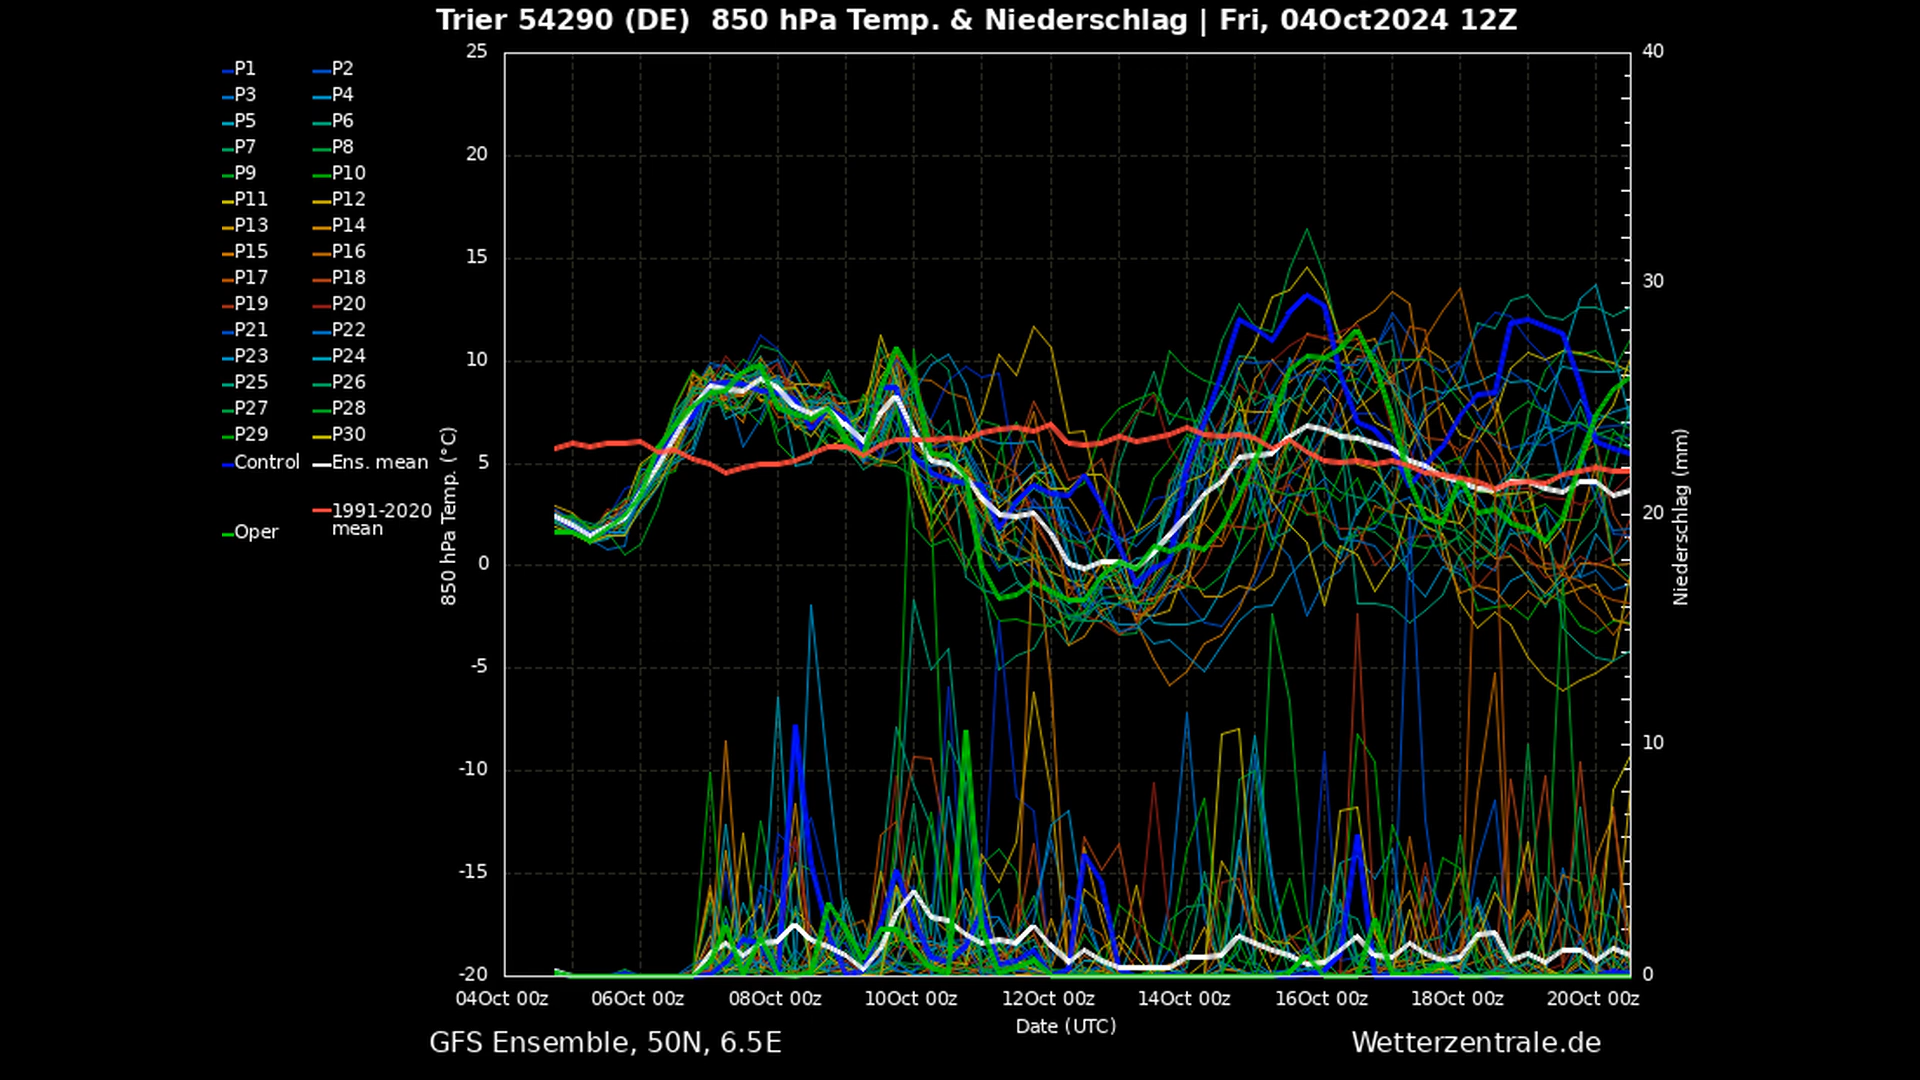 Trier 54290 (DE)  850 hPa Temp. & Niederschlag | Fri, 04Oct2024 12Z
P1 P2
P3 P4
P5 P6
P7 P8
P9 P10
P11 P12
P13 P14
P15 P16
P17 P18
P19 P20
P21 P22
P23 P24
P25 P26
P27 P28
P29 P30
Control Ens. mean
1991-2020
mean
Oper
850 hPa Temp. (°C)
25
20
15
10
5
0
-5
-10
-15
-20
40
30
20
10
0
Niederschlag (mm)
04Oct 00z 06Oct 00z 08Oct 00z 10Oct 00z 12Oct 00z 14Oct 00z 16Oct 00z 18Oct 00z 20Oct 00z
Date (UTC)
GFS Ensemble, 50N, 6.5E
Wetterzentrale.de